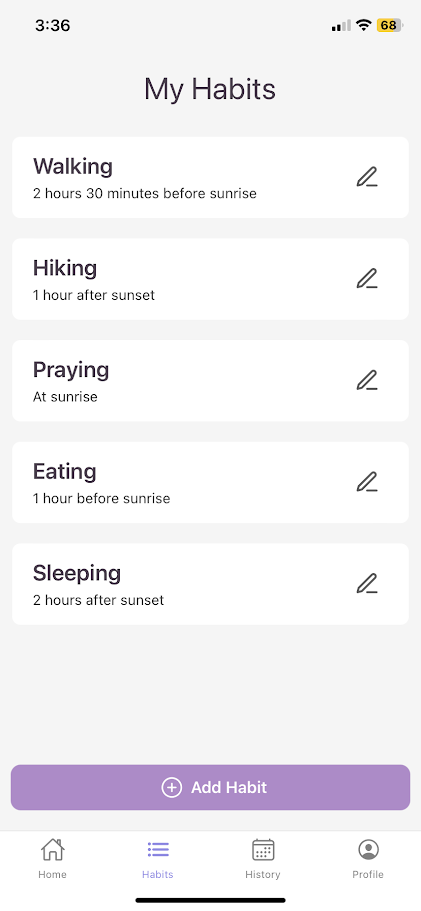 3:36
68
My Habits
Walking
2 hours 30 minutes before sunrise
Hiking
1 hour after sunset
Praying
At sunrise
Eating
1 hour before sunrise
Sleeping
2 hours after sunset
Add Habit
Home
Habits
History
Profile